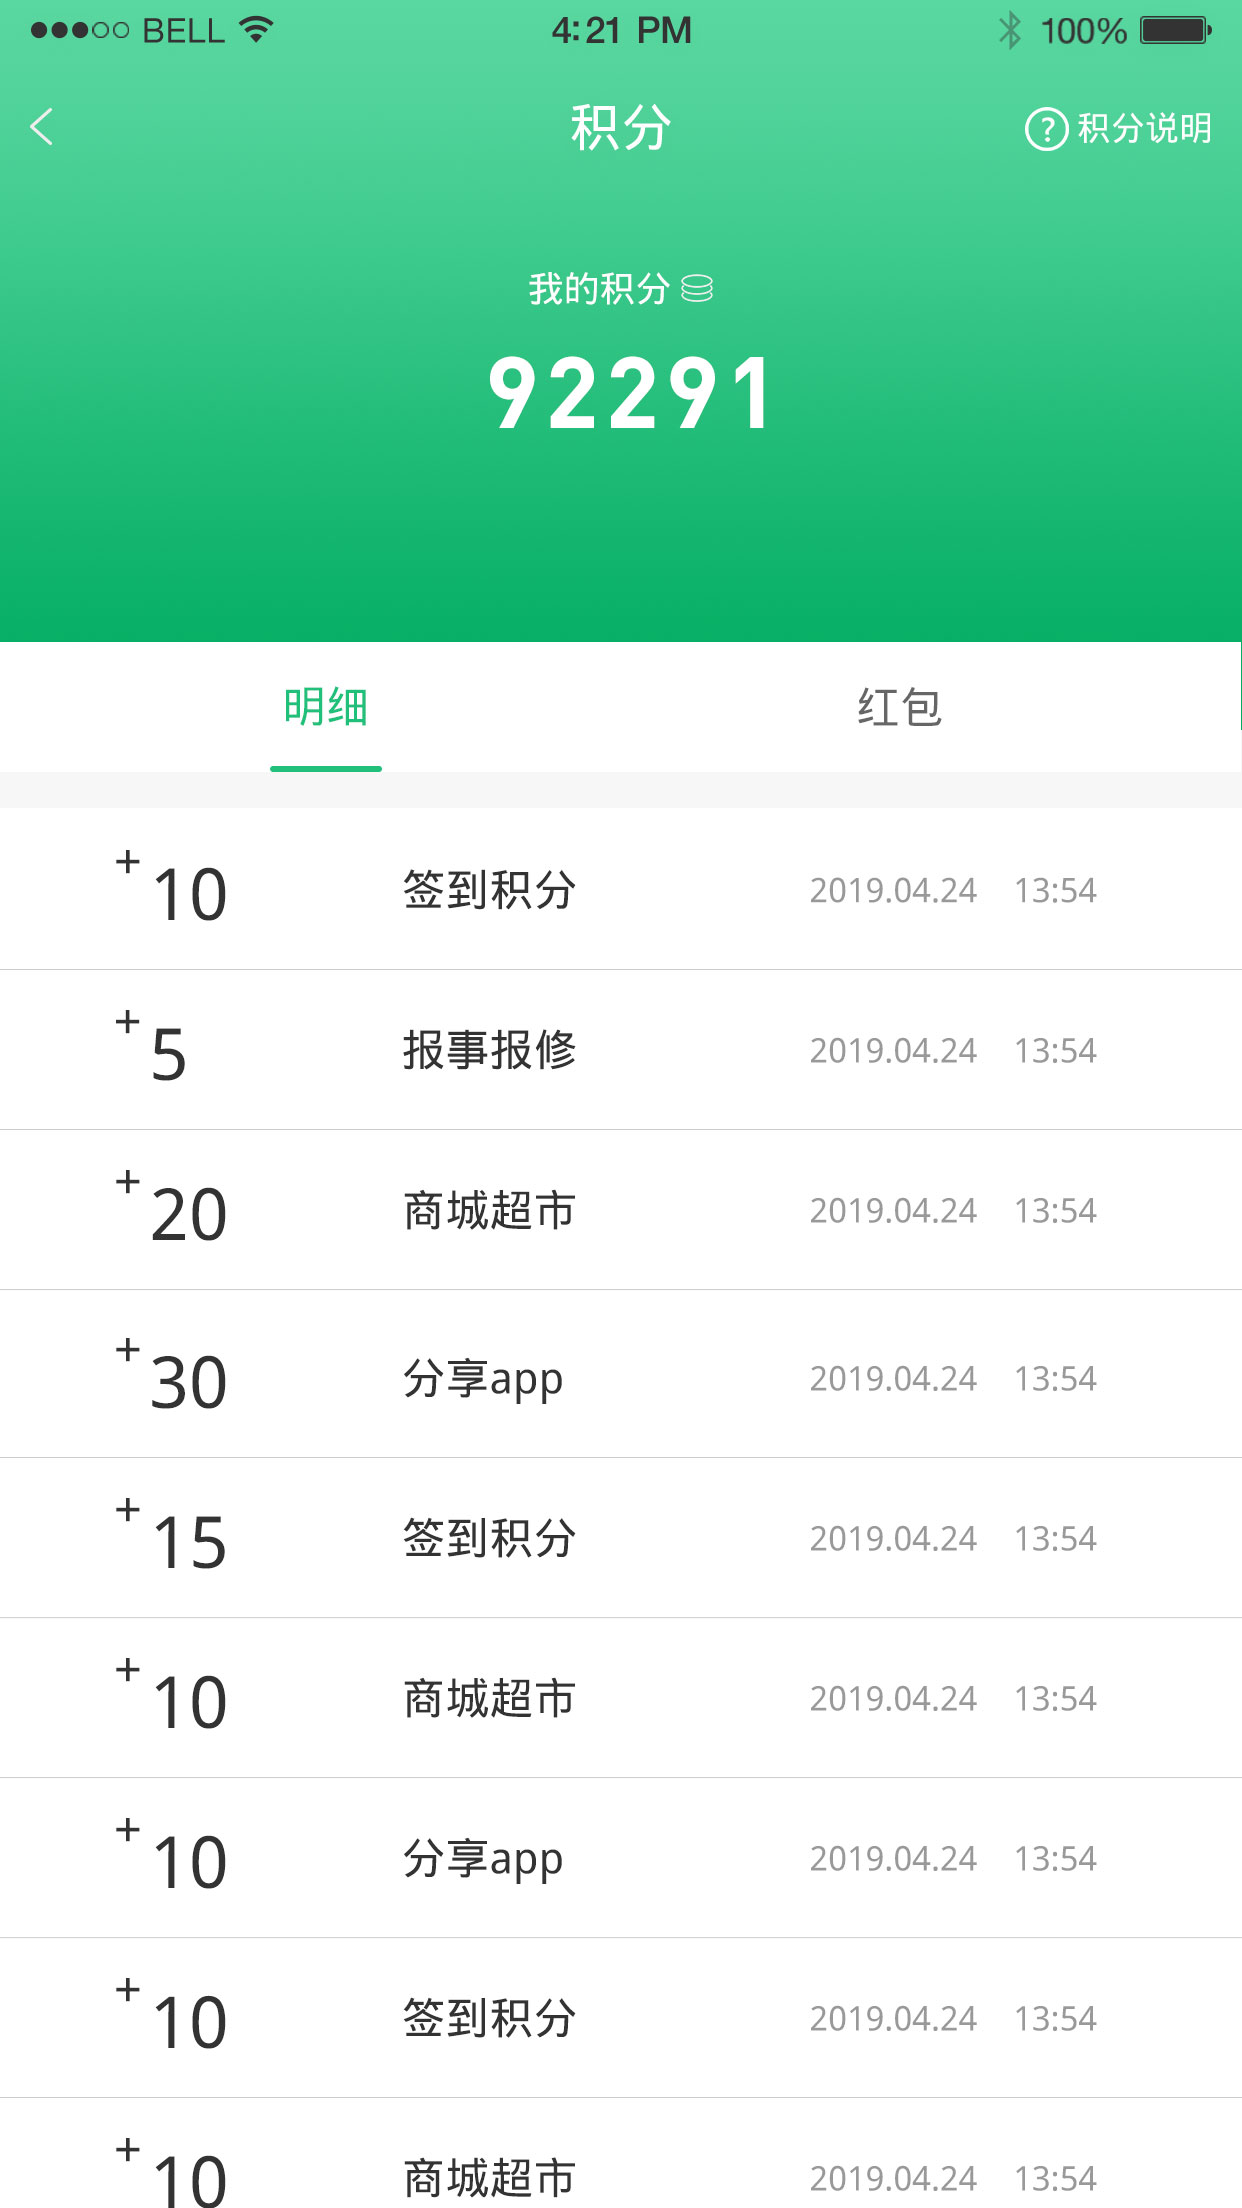 BELL 4:21 PM 100%
积分 ? 积分说明
我的积分
92291
明细 红包
+10 签到积分 2019.04.24 13:54
+5 报事报修 2019.04.24 13:54
+20 商城超市 2019.04.24 13:54
+30 分享app 2019.04.24 13:54
+15 签到积分 2019.04.24 13:54
+10 商城超市 2019.04.24 13:54
+10 分享app 2019.04.24 13:54
+10 签到积分 2019.04.24 13:54
+10 商城超市 2019.04.24 13:54